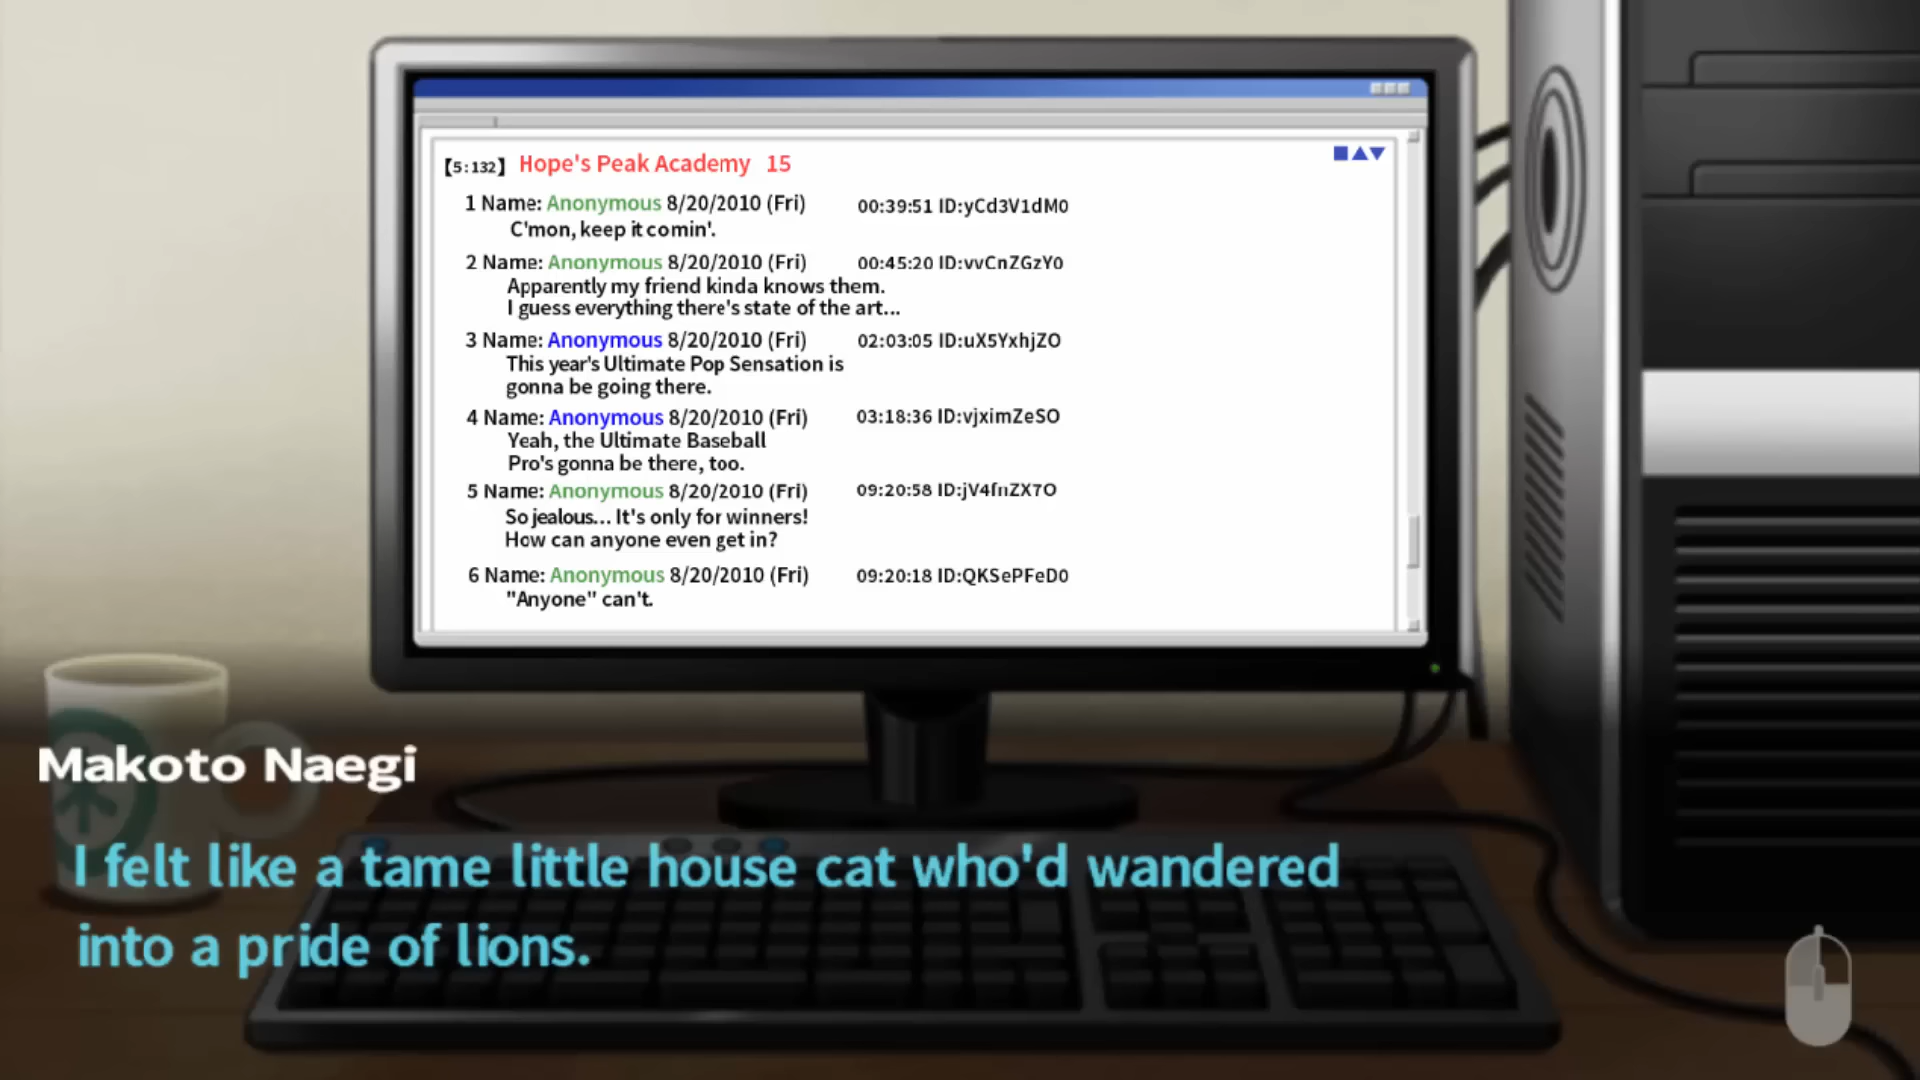 【5:132】 Hope's Peak Academy 15
1 Name: Anonymous 8/20/2010 (Fri) 00:39:51 ID:yCd3V1dM0
C'mon, keep it comin'.
2 Name: Anonymous 8/20/2010 (Fri) 00:45:20 ID:vvCnZGzY0
Apparently my friend kinda knows them.
I guess everything there's state of the art...
3 Name: Anonymous 8/20/2010 (Fri) 02:03:05 ID:uX5YxhjZO
This year's Ultimate Pop Sensation is
gonna be going there.
4 Name: Anonymous 8/20/2010 (Fri) 03:18:36 ID:vjximZeSO
Yeah, the Ultimate Baseball
Pro's gonna be there, too.
5 Name: Anonymous 8/20/2010 (Fri) 09:20:58 ID:jV4fnZX7O
So jealous... It's only for winners!
How can anyone even get in?
6 Name: Anonymous 8/20/2010 (Fri) 09:20:18 ID:QKSePFeD0
"Anyone" can't.
Makoto Naegi
I felt like a tame little house cat who'd wandered
into a pride of lions.